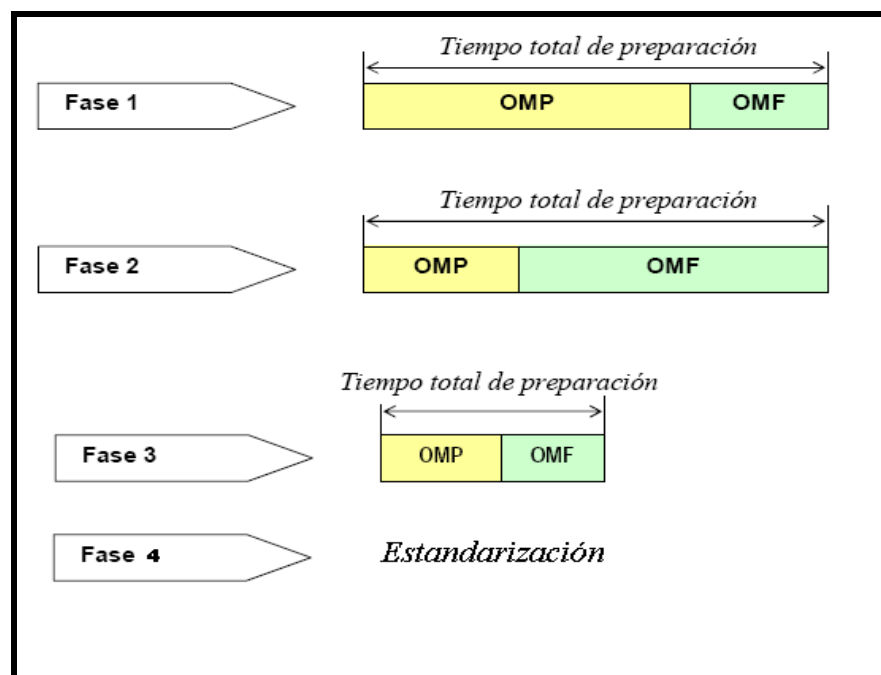 Tiempo total de preparación
Fase 1
OMP
OMF
Tiempo total de preparación
Fase 2
OMP
OMF
Tiempo total de preparación
Fase 3
OMP
OMF
Fase 4
Estandarización